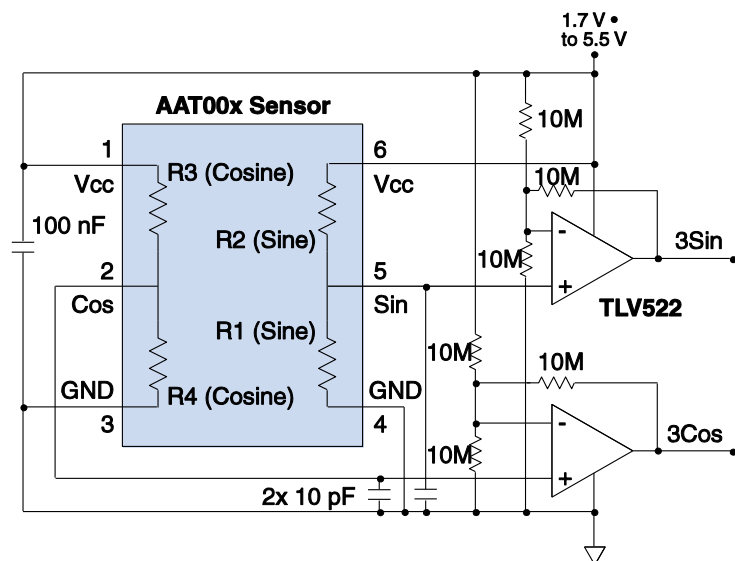 1.7 V •
to 5.5 V
AAT00x Sensor
10M
1
6
R3 (Cosine)
Vcc
Vcc
10M
100 nF
R2 (Sine)
-
3Sin
10M
2
5
+
Cos
Sin
TLV522
R1 (Sine)
10M
10M
GND
R4 (Cosine)
GND
3
4
-
3Cos
10M
+
2x 10 pF